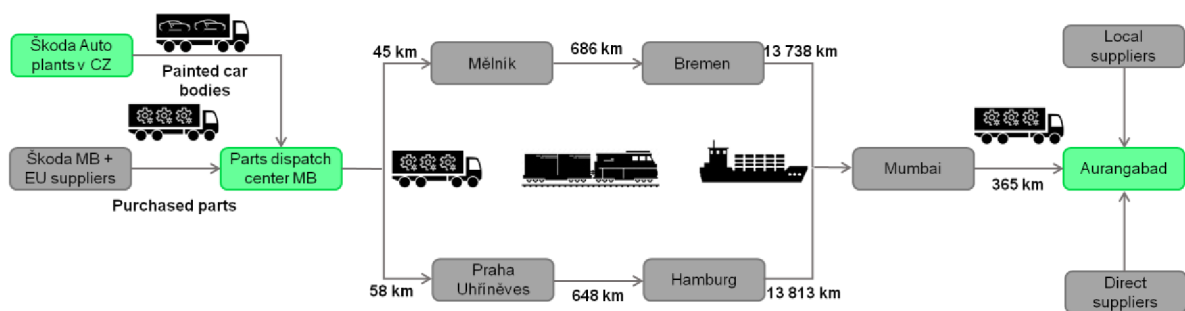 Škoda Auto
plants v CZ
Painted car
bodies
Škoda MB +
EU suppliers
Purchased parts
Parts dispatch
center MB
45 km
Mělník
686 km
Bremen
13 738 km
58 km
Praha
Uhříněves
648 km
Hamburg
13 813 km
Mumbai
365 km
Local
suppliers
Aurangabad
Direct
suppliers